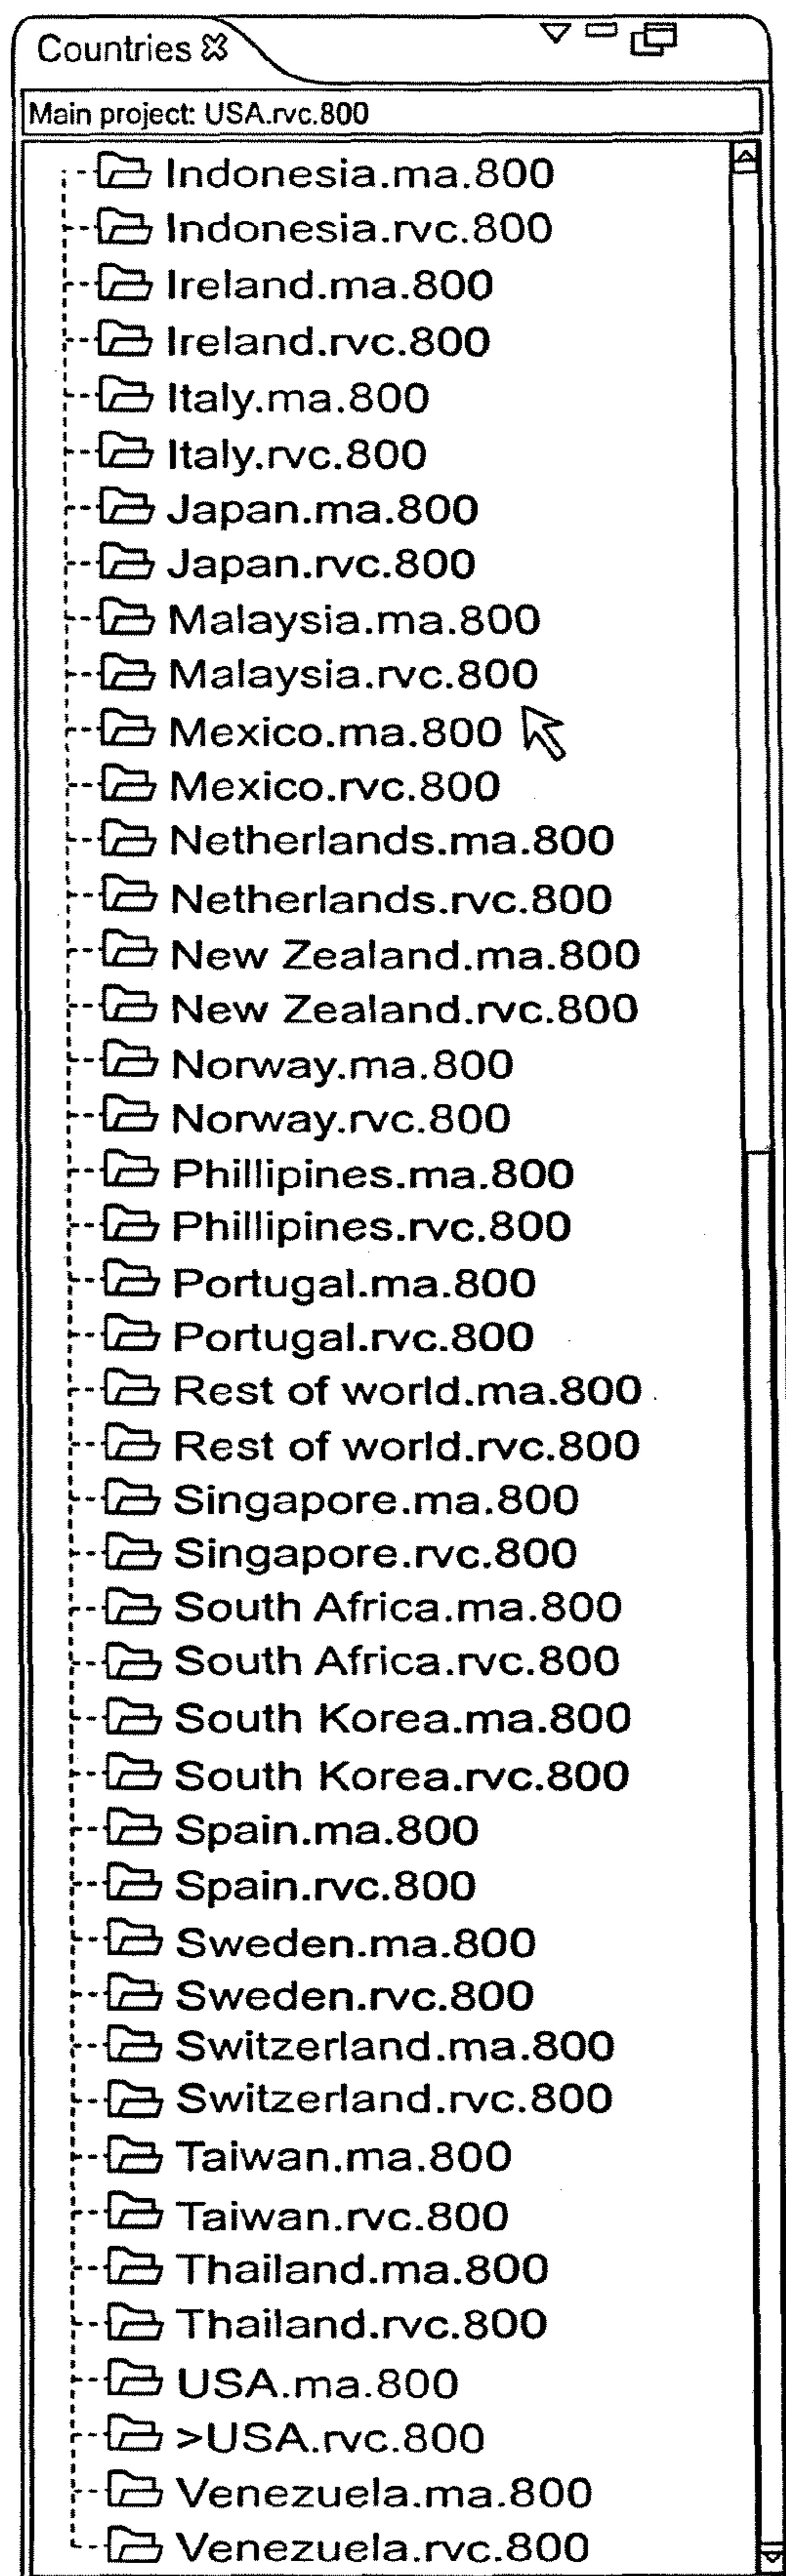 Countries
Main project: USA.rvc.800
Indonesia.ma.800
Indonesia.rvc.800
Ireland.ma.800
Ireland.rvc.800
Italy.ma.800
Italy.rvc.800
Japan.ma.800
Japan.rvc.800
Malaysia.ma.800
Malaysia.rvc.800
Mexico.ma.800
Mexico.rvc.800
Netherlands.ma.800
Netherlands.rvc.800
New Zealand.ma.800
New Zealand.rvc.800
Norway.ma.800
Norway.rvc.800
Phillipines.ma.800
Phillipines.rvc.800
Portugal.ma.800
Portugal.rvc.800
Rest of world.ma.800
Rest of world.rvc.800
Singapore.ma.800
Singapore.rvc.800
South Africa.ma.800
South Africa.rvc.800
South Korea.ma.800
South Korea.rvc.800
Spain.ma.800
Spain.rvc.800
Sweden.ma.800
Sweden.rvc.800
Switzerland.ma.800
Switzerland.rvc.800
Taiwan.ma.800
Taiwan.rvc.800
Thailand.ma.800
Thailand.rvc.800
USA.ma.800
>USA.rvc.800
Venezuela.ma.800
Venezuela.rvc.800